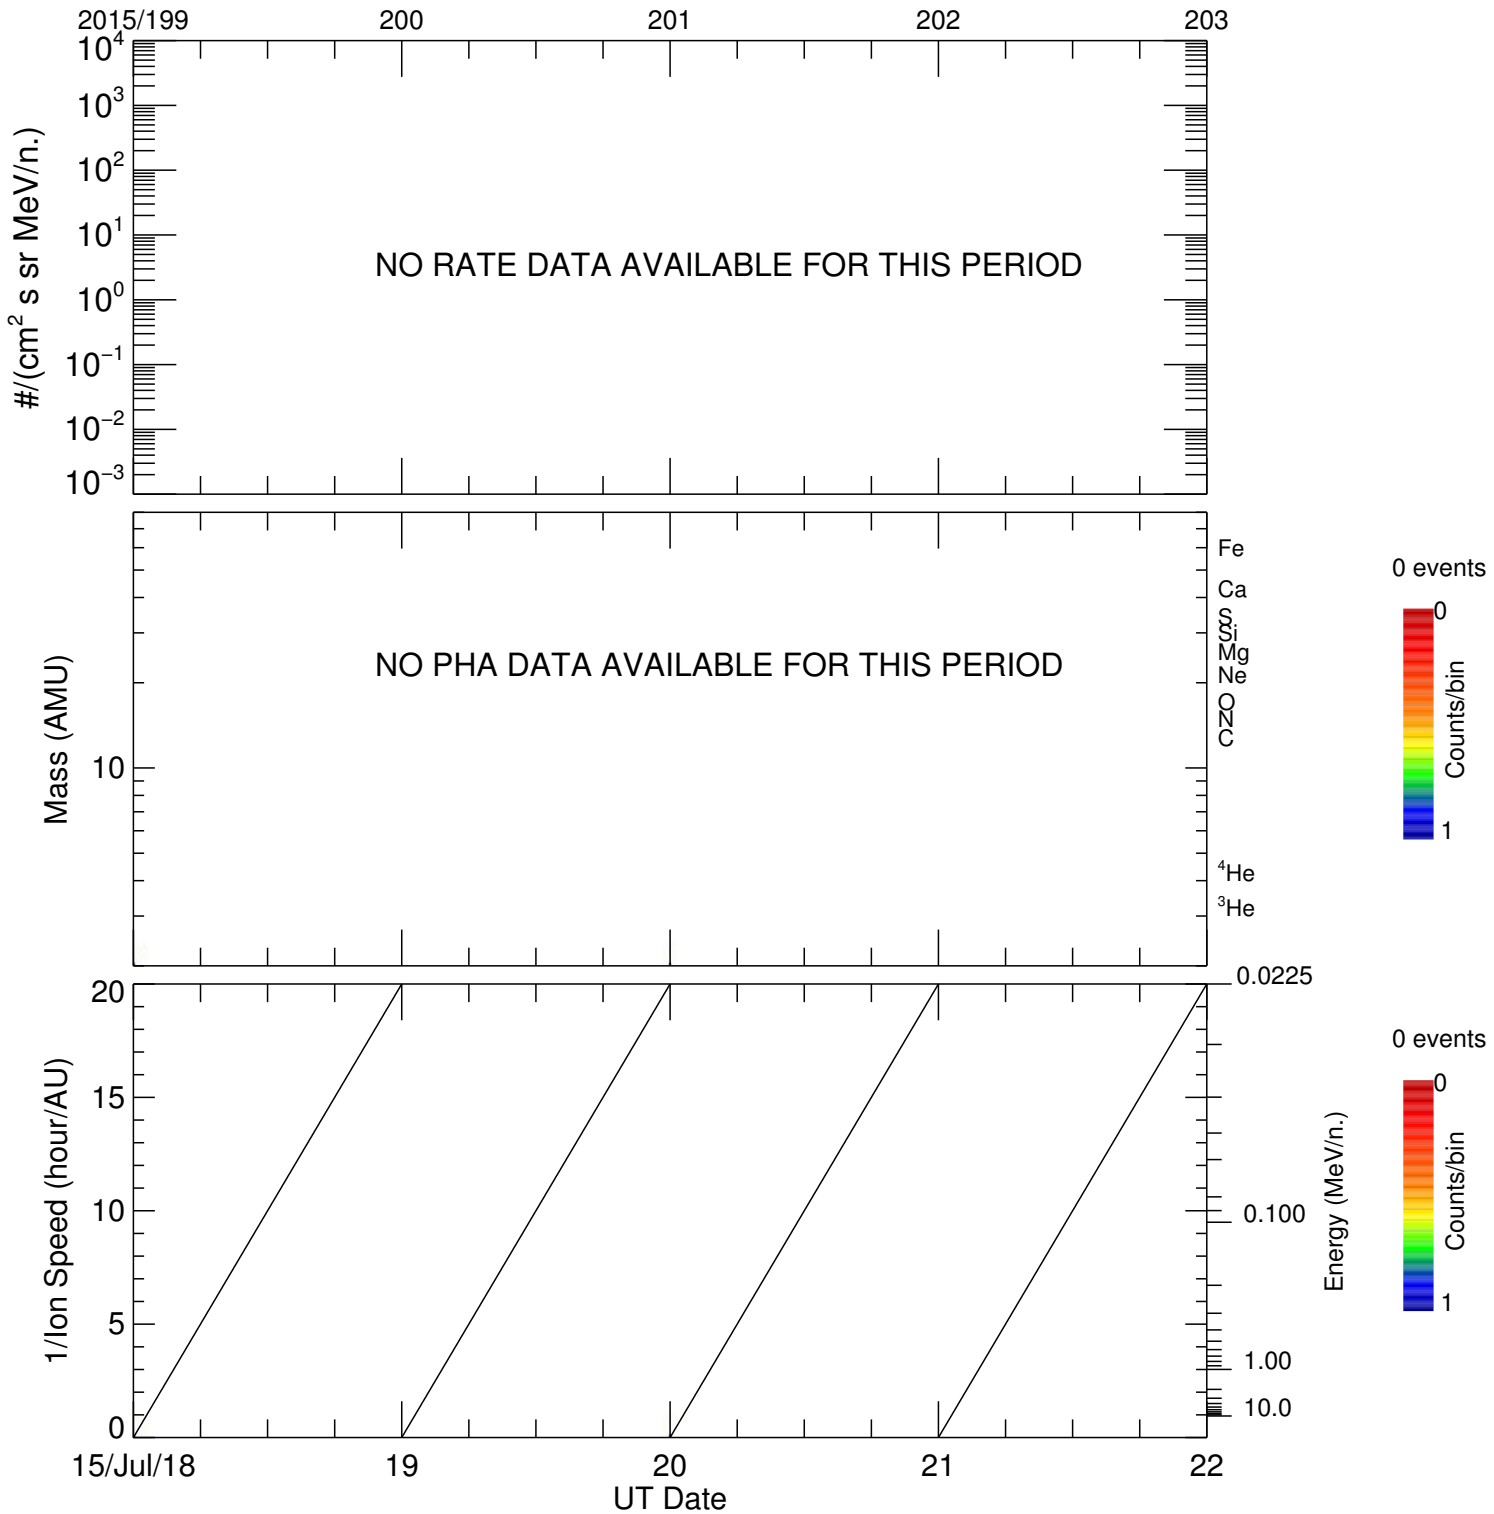 2015/199 200 201 202 203
10^4
10^3
10^2
10^1
10^0
10^−1
10^−2
10^−3
#/(cm^2 s sr MeV/n.)
NO RATE DATA AVAILABLE FOR THIS PERIOD
Mass (AMU)
10
NO PHA DATA AVAILABLE FOR THIS PERIOD
Fe
Ca
S
Si
Mg
Ne
O
N
C
^4He
^3He
0 events
0
Counts/bin
1
1/Ion Speed (hour/AU)
20
15
10
5
0
0.0225
0.100
1.00
10.0
Energy (MeV/n.)
0 events
0
Counts/bin
1
15/Jul/18 19 20 21 22
UT Date